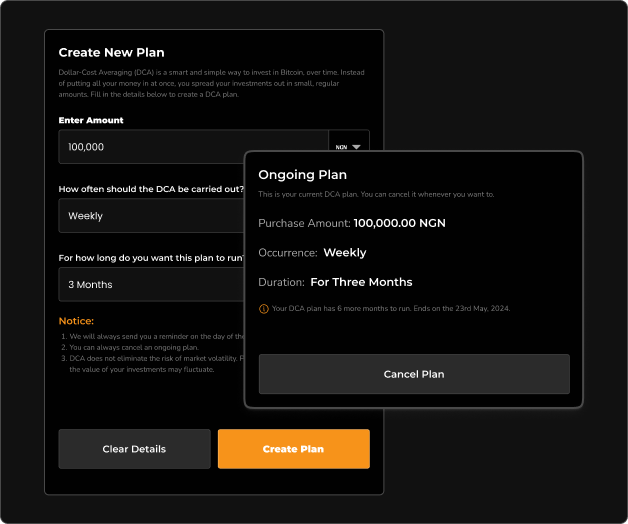 Create New Plan
Dollar-Cost Averaging (DCA) is a smart and simple way to invest in Bitcoin, over time. Instead
of putting all your money in at once, you spread your investments out in small, regular
amounts. Fill in the details below to create a DCA plan.
Enter Amount
100,000
NGN
How often should the DCA be carried out?
Weekly
For how long do you want this plan to run?
3 Months
Notice:
1. We will always send you a reminder on the day of the
2. You can always cancel an ongoing plan.
3. DCA does not eliminate the risk of market volatility.
the value of your investments may fluctuate.
Clear Details
Create Plan
Ongoing Plan
This is your current DCA plan. You can cancel it whenever you want to.
Purchase Amount: 100,000.00 NGN
Occurrence: Weekly
Duration: For Three Months
Your DCA plan has 6 more months to run. Ends on the 23rd May, 2024.
Cancel Plan